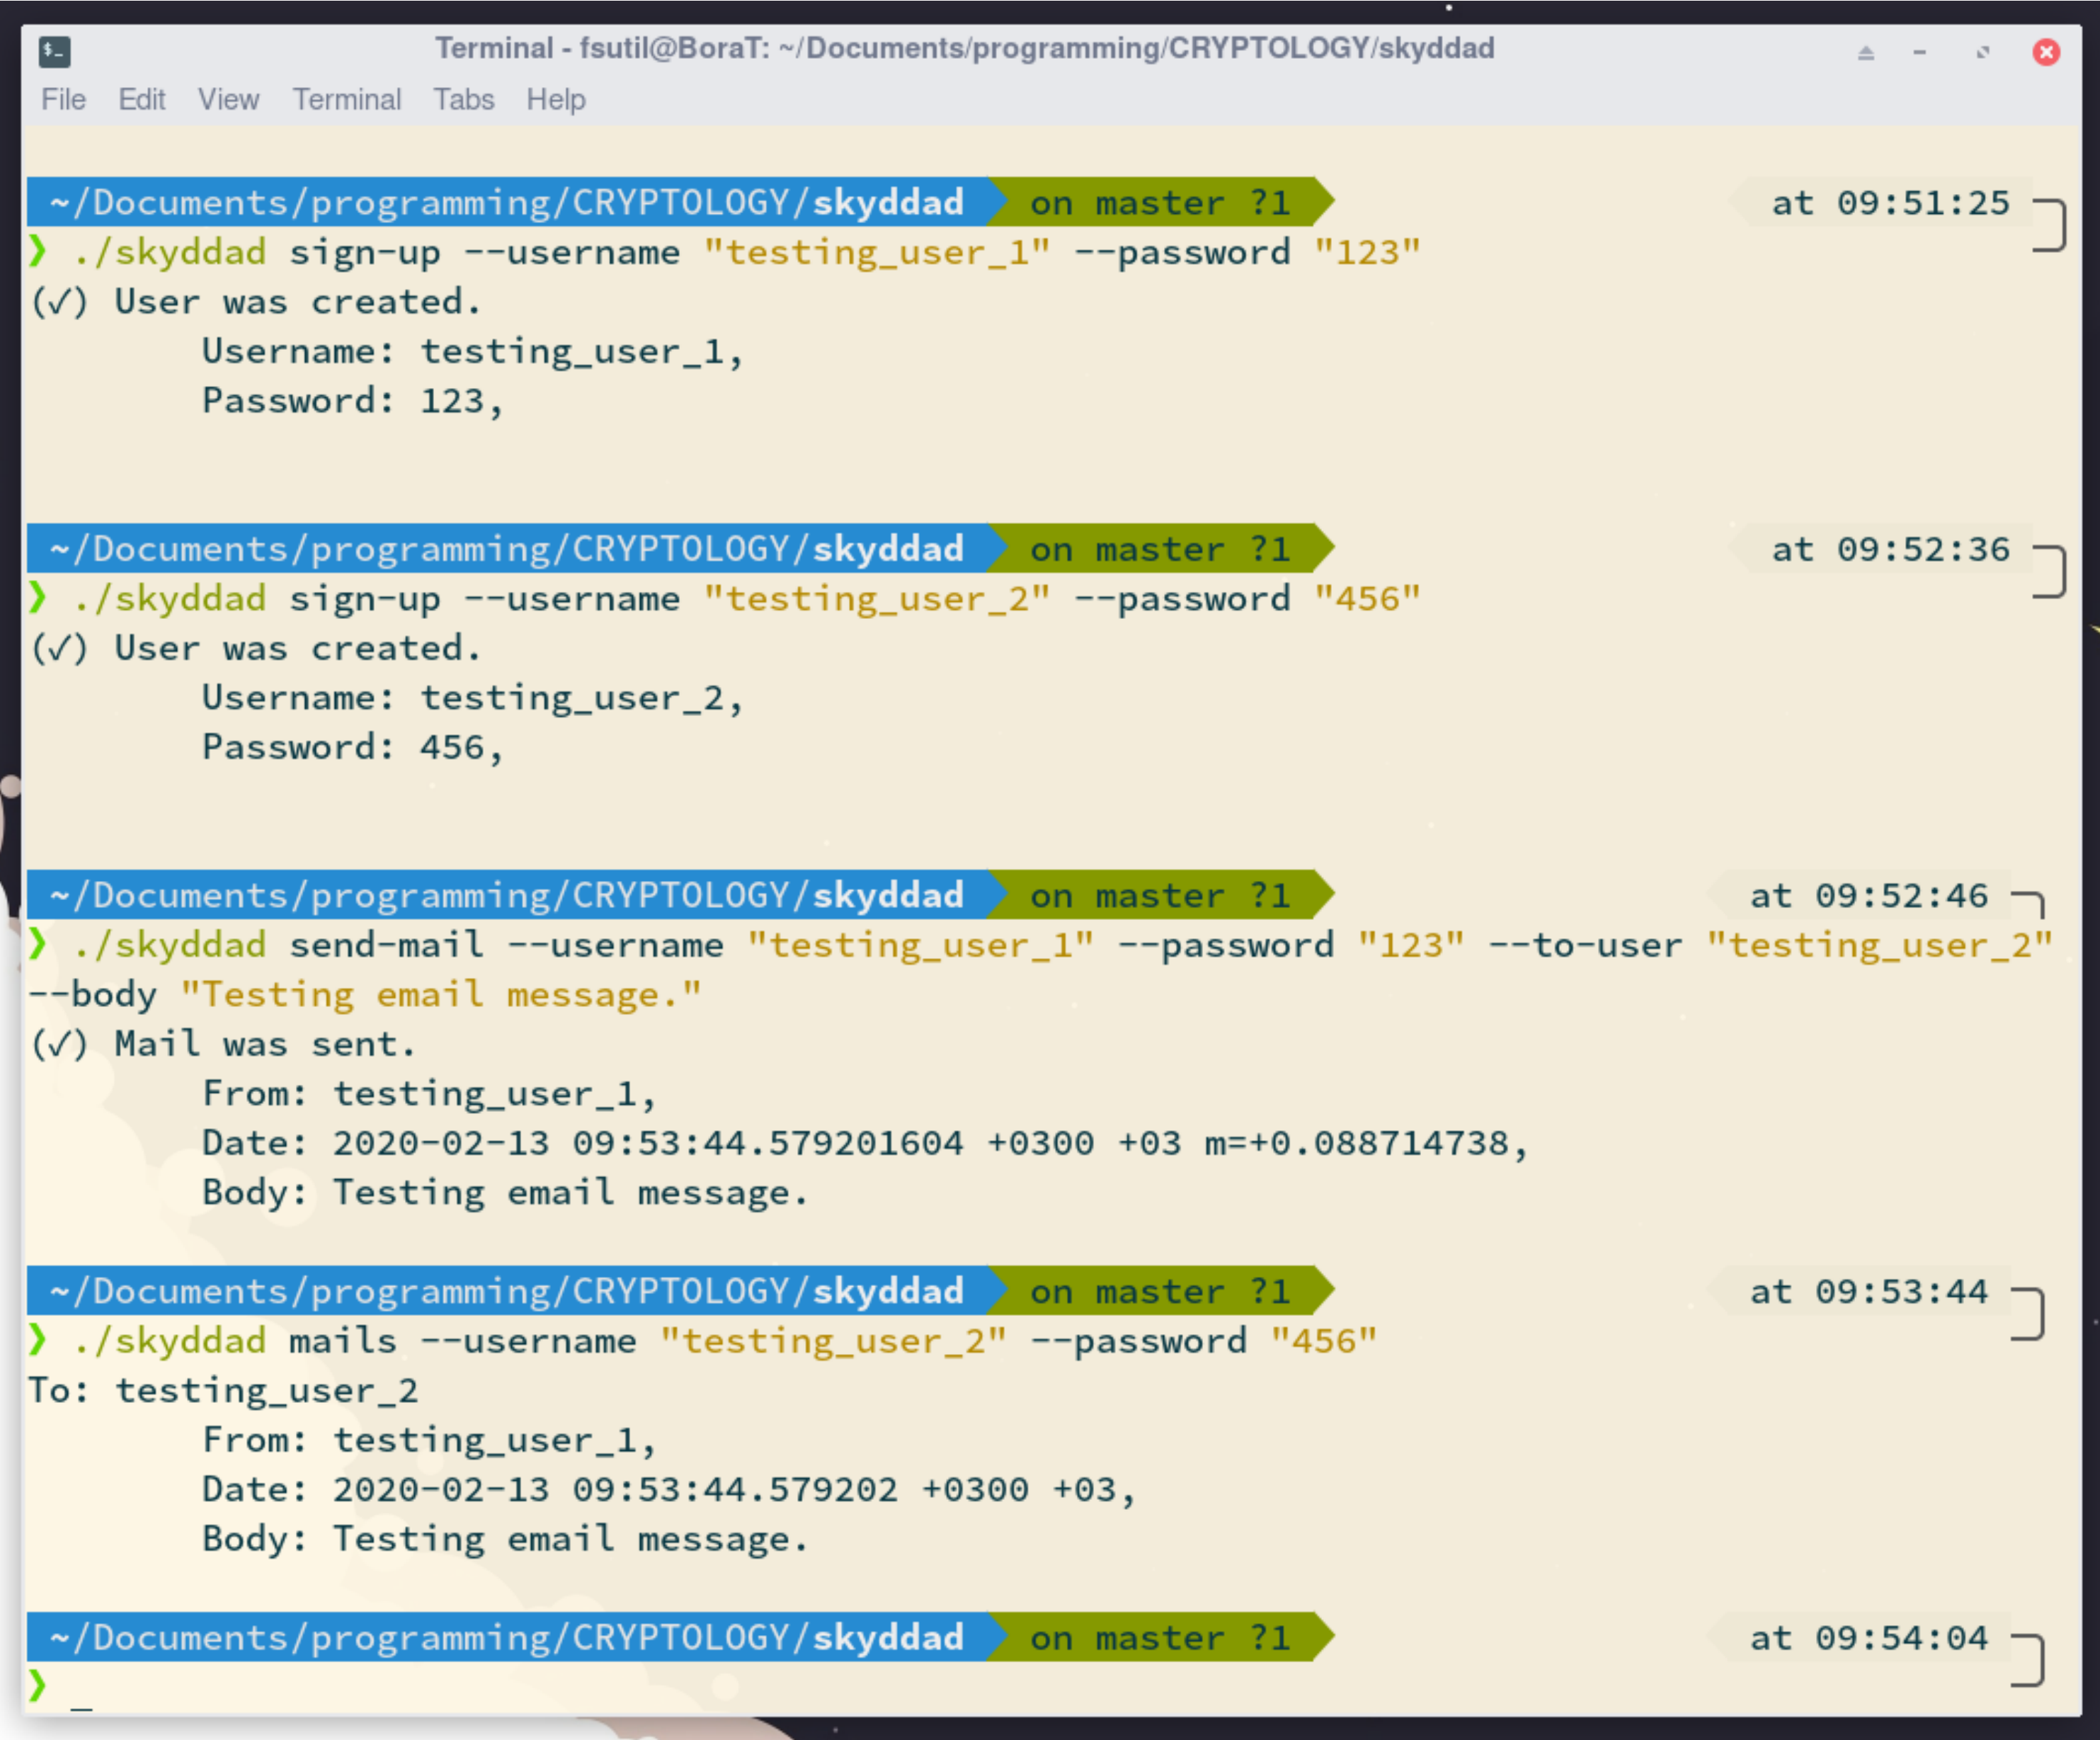 Terminal - fsutil@BoraT: ~/Documents/programming/CRYPTOLOGY/skyddad
File Edit View Terminal Tabs Help
~/Documents/programming/CRYPTOLOGY/skyddad on master ?1 at 09:51:25
❯ ./skyddad sign-up --username "testing_user_1" --password "123"
(✓) User was created.
Username: testing_user_1,
Password: 123,
~/Documents/programming/CRYPTOLOGY/skyddad on master ?1 at 09:52:36
❯ ./skyddad sign-up --username "testing_user_2" --password "456"
(✓) User was created.
Username: testing_user_2,
Password: 456,
~/Documents/programming/CRYPTOLOGY/skyddad on master ?1 at 09:52:46
❯ ./skyddad send-mail --username "testing_user_1" --password "123" --to-user "testing_user_2"
--body "Testing email message."
(✓) Mail was sent.
From: testing_user_1,
Date: 2020-02-13 09:53:44.579201604 +0300 +03 m=+0.088714738,
Body: Testing email message.
~/Documents/programming/CRYPTOLOGY/skyddad on master ?1 at 09:53:44
❯ ./skyddad mails --username "testing_user_2" --password "456"
To: testing_user_2
From: testing_user_1,
Date: 2020-02-13 09:53:44.579202 +0300 +03,
Body: Testing email message.
~/Documents/programming/CRYPTOLOGY/skyddad on master ?1 at 09:54:04
❯ _